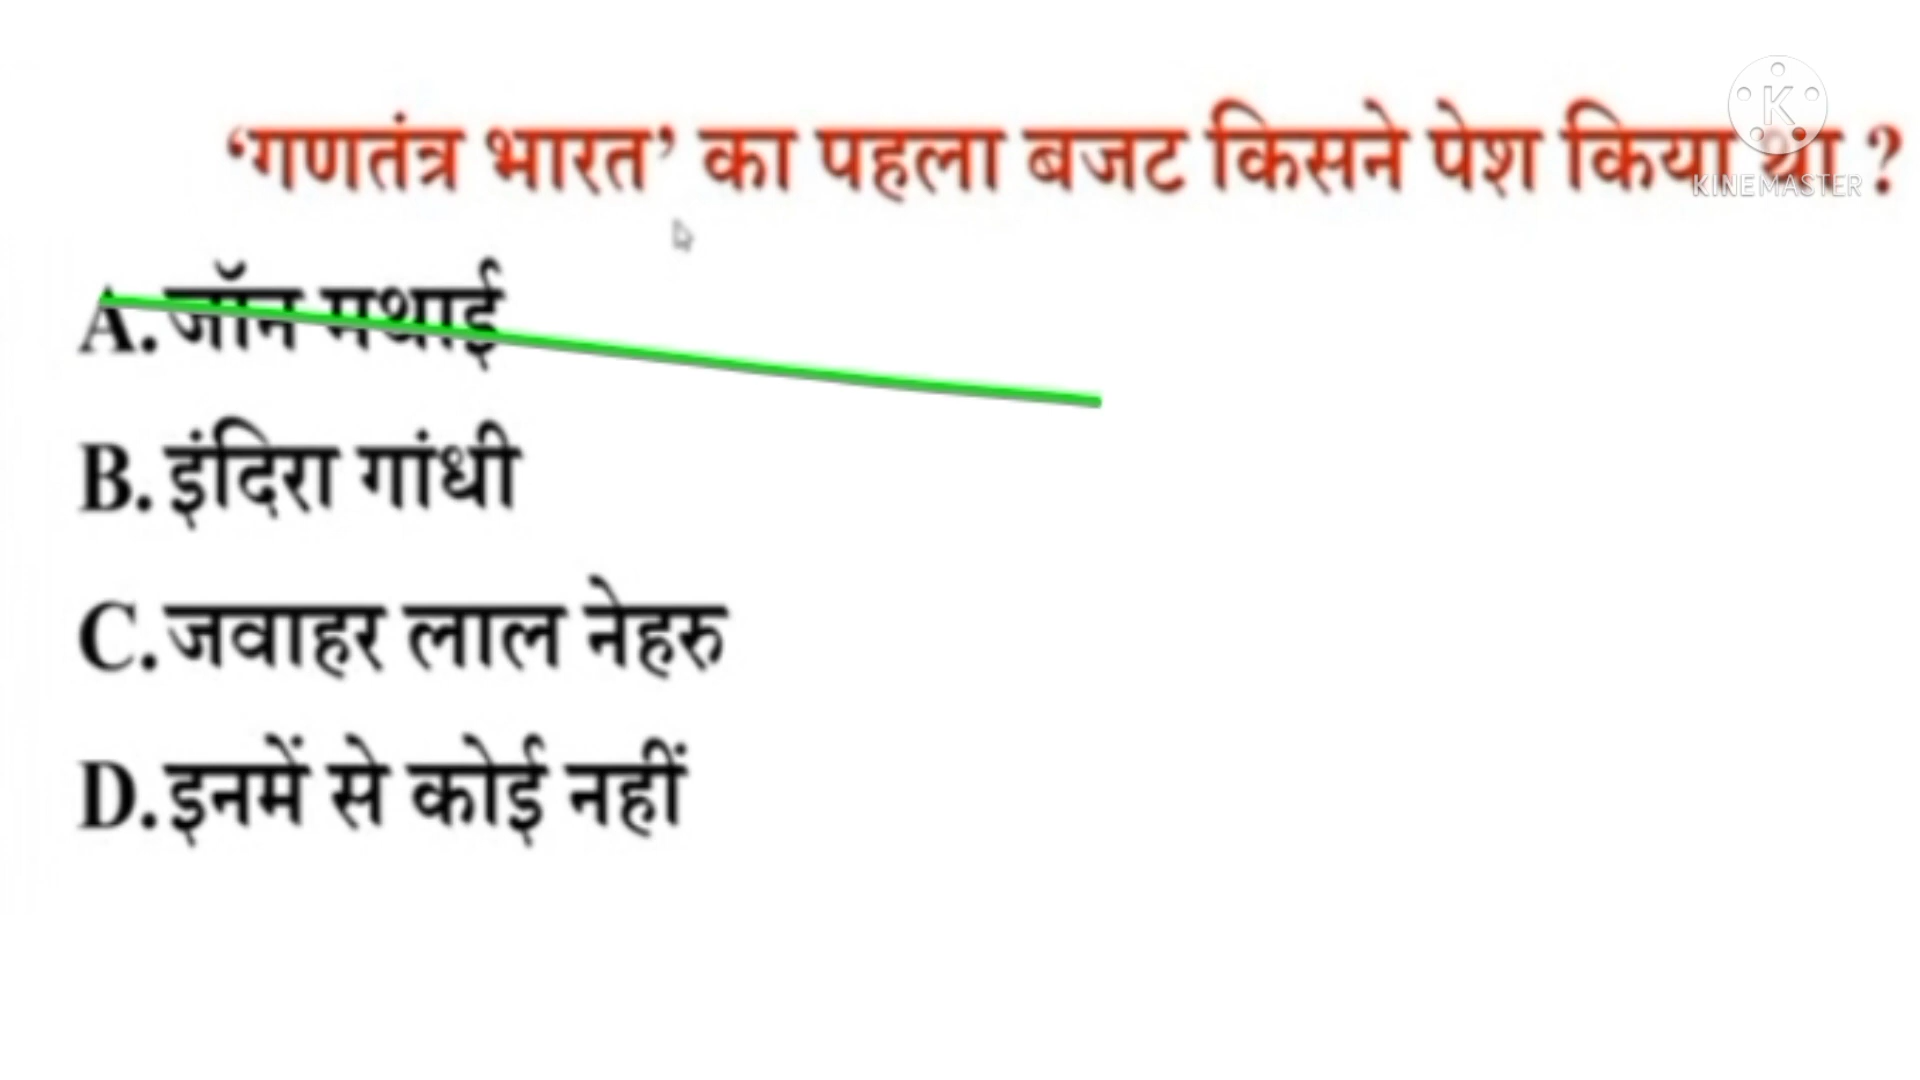 ‘गणतंत्र भारत’ का पहला बजट किसने पेश किया था ?
KINEMASTER
A. जॉन मथाई
B. इंदिरा गांधी
C. जवाहर लाल नेहरु
D. इनमें से कोई नहीं